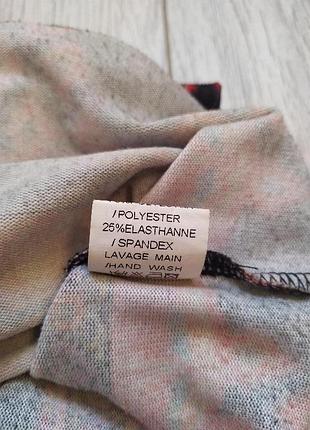 /POLYESTER
25%ELASTHANNE
/SPANDEX
LAVAGE MAIN
/HAND WASH